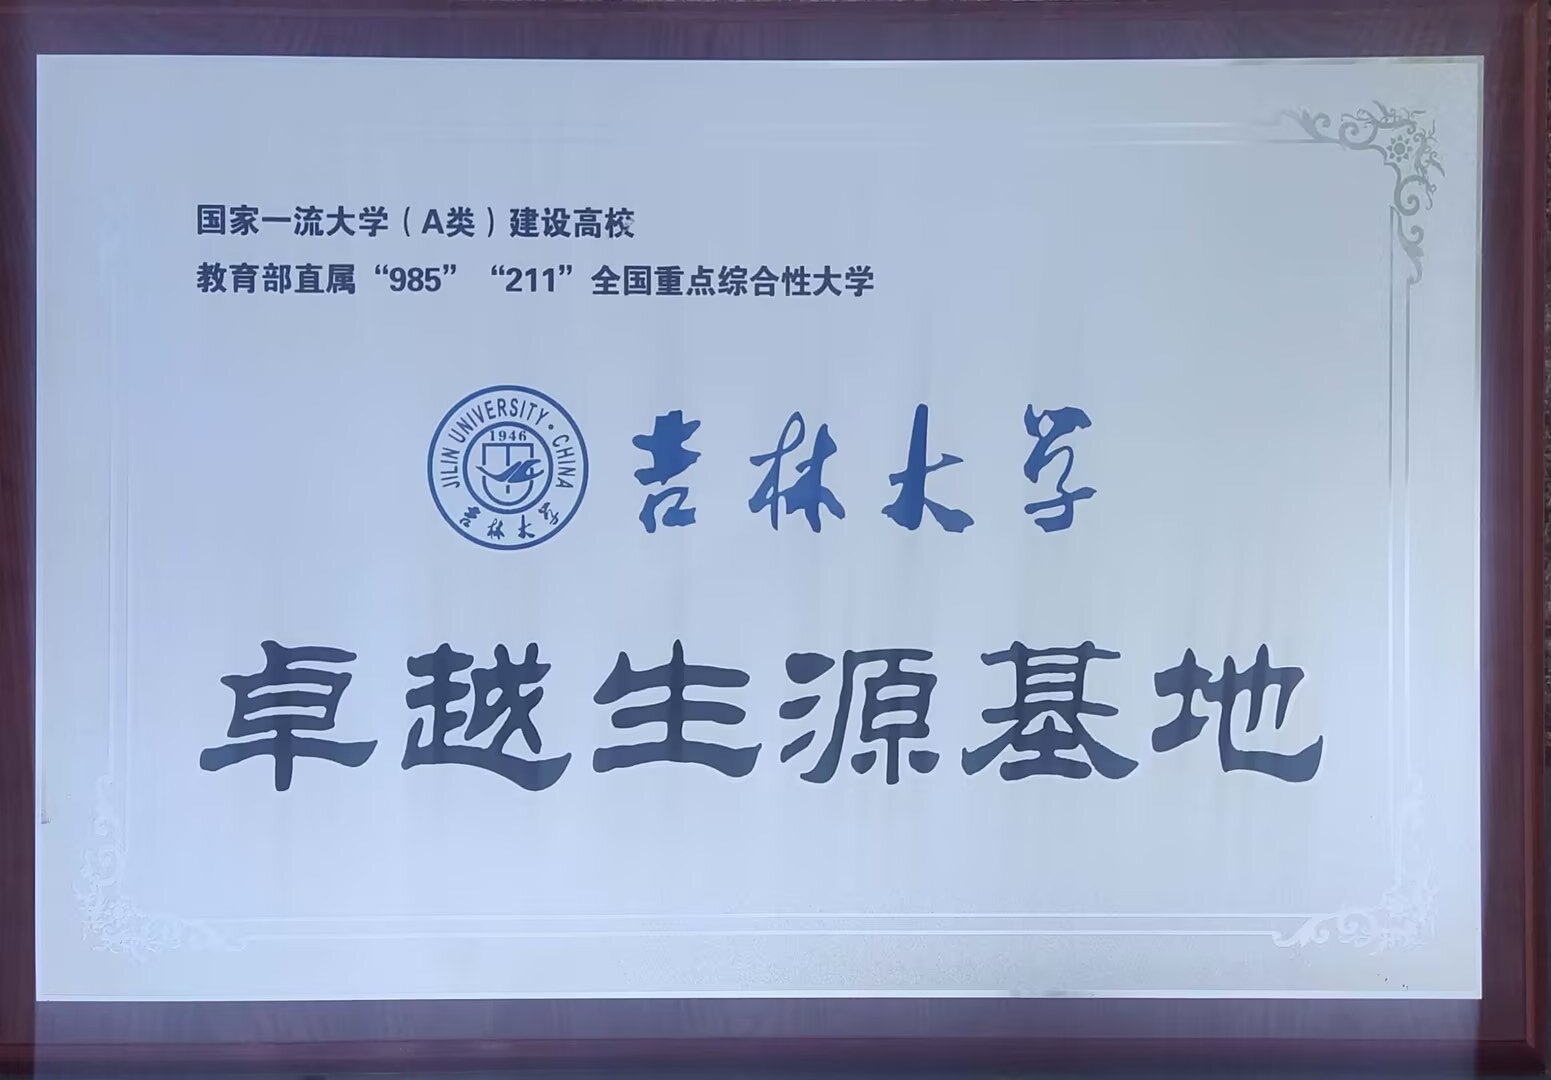 国家一流大学（A类）建设高校
教育部直属“985” “211”全国重点综合性大学
JILIN UNIVERSITY · CHINA
1946
吉林大学
吉林大学
卓越生源基地